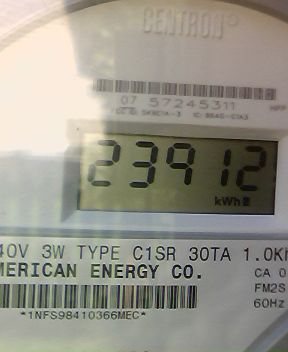 CENTRON®
07 57245311
23912
kWh
40V 3W TYPE C1SR 30TA 1.0Kh
MERICAN ENERGY CO.
CA 0
FM2S
60Hz
*1NFS98410366MEC*